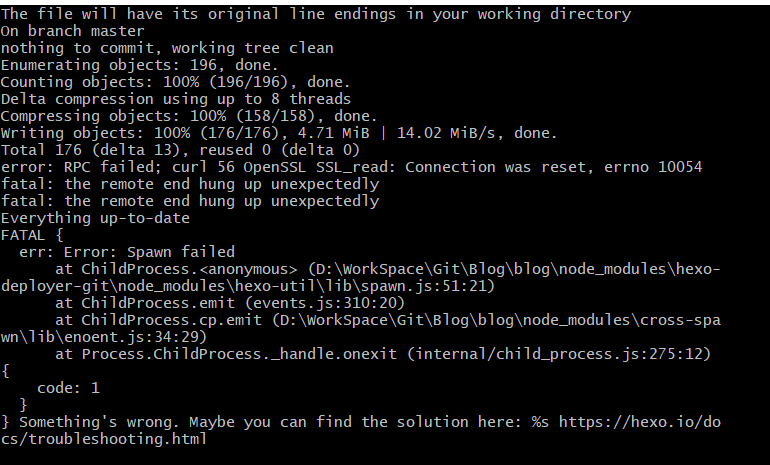 The file will have its original line endings in your working directory
On branch master
nothing to commit, working tree clean
Enumerating objects: 196, done.
Counting objects: 100% (196/196), done.
Delta compression using up to 8 threads
Compressing objects: 100% (158/158), done.
Writing objects: 100% (176/176), 4.71 MiB | 14.02 MiB/s, done.
Total 176 (delta 13), reused 0 (delta 0)
error: RPC failed; curl 56 OpenSSL SSL_read: Connection was reset, errno 10054
fatal: the remote end hung up unexpectedly
fatal: the remote end hung up unexpectedly
Everything up-to-date
FATAL {
  err: Error: Spawn failed
      at ChildProcess.<anonymous> (D:\WorkSpace\Git\Blog\blog\node_modules\hexo-
deployer-git\node_modules\hexo-util\lib\spawn.js:51:21)
      at ChildProcess.emit (events.js:310:20)
      at ChildProcess.cp.emit (D:\WorkSpace\Git\Blog\blog\node_modules\cross-spa
wn\lib\enoent.js:34:29)
      at Process.ChildProcess._handle.onexit (internal/child_process.js:275:12)
{
    code: 1
  }
} Something's wrong. Maybe you can find the solution here: %s https://hexo.io/do
cs/troubleshooting.html